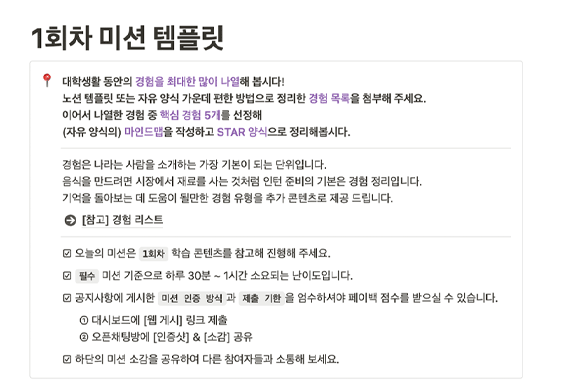 1회차 미션 템플릿
대학생활 동안의 경험을 최대한 많이 나열해 봅시다!
노션 템플릿 또는 자유 양식 가운데 편한 방법으로 정리한 경험 목록을 첨부해 주세요.
이어서 나열한 경험 중 핵심 경험 5개를 선정해
(자유 양식의) 마인드맵을 작성하고 STAR 양식으로 정리해봅시다.
경험은 나라는 사람을 소개하는 가장 기본이 되는 단위입니다.
음식을 만드려면 시장에서 재료를 사는 것처럼 인턴 준비의 기본은 경험 정리입니다.
기억을 돌아보는 데 도움이 될만한 경험 유형을 추가 콘텐츠로 제공 드립니다.
[참고] 경험 리스트
오늘의 미션은 1회차 학습 콘텐츠를 참고해 진행해 주세요.
필수 미션 기준으로 하루 30분 ~ 1시간 소요되는 난이도입니다.
공지사항에 게시한 미션 인증 방식과 제출 기한을 엄수하셔야 페이백 점수를 받으실 수 있습니다.
① 대시보드에 [웹 게시] 링크 제출
② 오픈채팅방에 [인증샷] & [소감] 공유
하단의 미션 소감을 공유하여 다른 참여자들과 소통해 보세요.